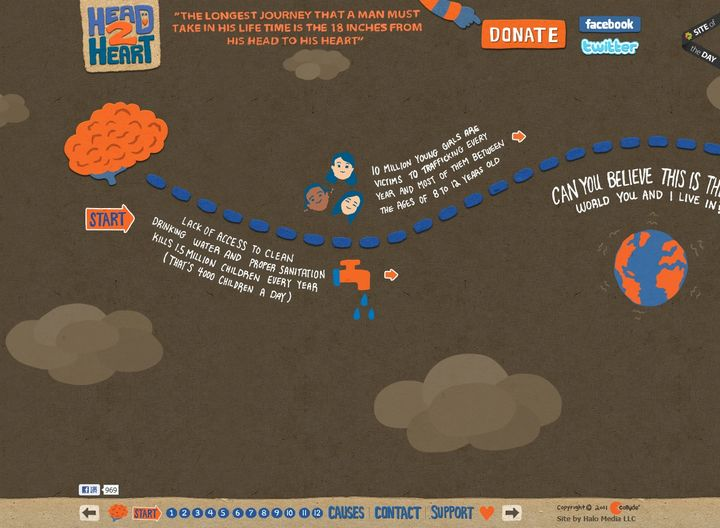 HEAD
2
HEART
"THE LONGEST JOURNEY THAT A MAN MUST
TAKE IN HIS LIFE TIME IS THE 18 INCHES FROM
HIS HEAD TO HIS HEART"
DONATE
facebook
twitter
SITE of
the DAY
START
LACK OF ACCESS TO CLEAN
DRINKING WATER AND PROPER SANITATION
KILLS 1.5 MILLION CHILDREN EVERY YEAR
(THAT'S 4000 CHILDREN A DAY)
10 MILLION YOUNG GIRLS ARE
VICTIMS TO TRAFFICKING EVERY
YEAR AND MOST OF THEM BETWEEN
THE AGES OF 8 TO 12 YEARS OLD
CAN YOU BELIEVE THIS IS TH
WORLD YOU AND I LIVE IN
969
START 1 2 3 4 5 6 7 8 9 10 11 12 CAUSES CONTACT SUPPORT
Copyright©
collyde
Site by Halo Media LLC